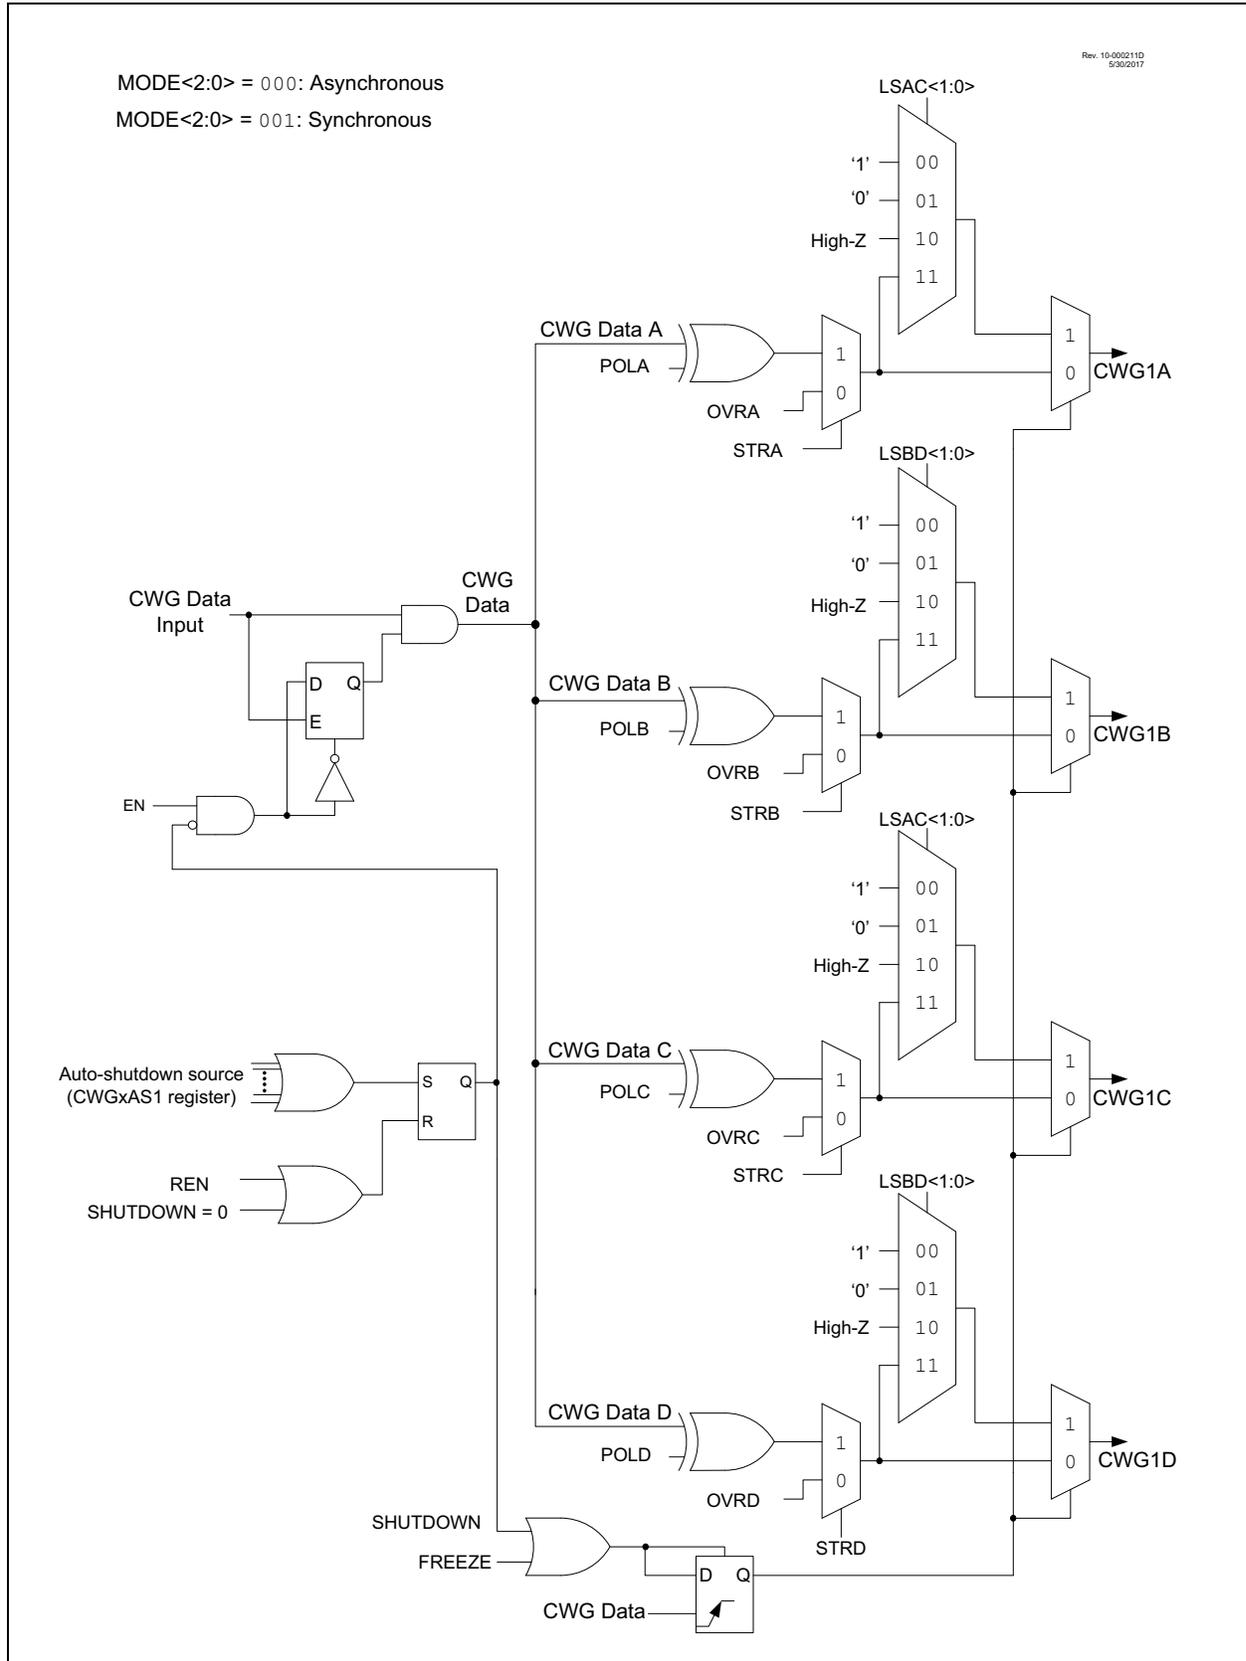 Rev. 10-000211D
5/30/2017
MODE<2:0> = 000: Asynchronous
MODE<2:0> = 001: Synchronous
LSAC<1:0>
‘1’
00
‘0’
01
High-Z
10
11
CWG Data A
POLA
1
0
OVRA
STRA
1
0
CWG1A
LSBD<1:0>
‘1’
00
‘0’
01
High-Z
10
11
CWG Data Input
CWG Data
D
Q
E
EN
CWG Data B
POLB
1
0
OVRB
STRB
1
0
CWG1B
LSAC<1:0>
‘1’
00
‘0’
01
High-Z
10
11
CWG Data C
POLC
1
0
OVRC
STRC
1
0
CWG1C
Auto-shutdown source
(CWGxAS1 register)
S
Q
R
REN
SHUTDOWN = 0
LSBD<1:0>
‘1’
00
‘0’
01
High-Z
10
11
CWG Data D
POLD
1
0
OVRD
STRD
1
0
CWG1D
SHUTDOWN
FREEZE
D
Q
CWG Data